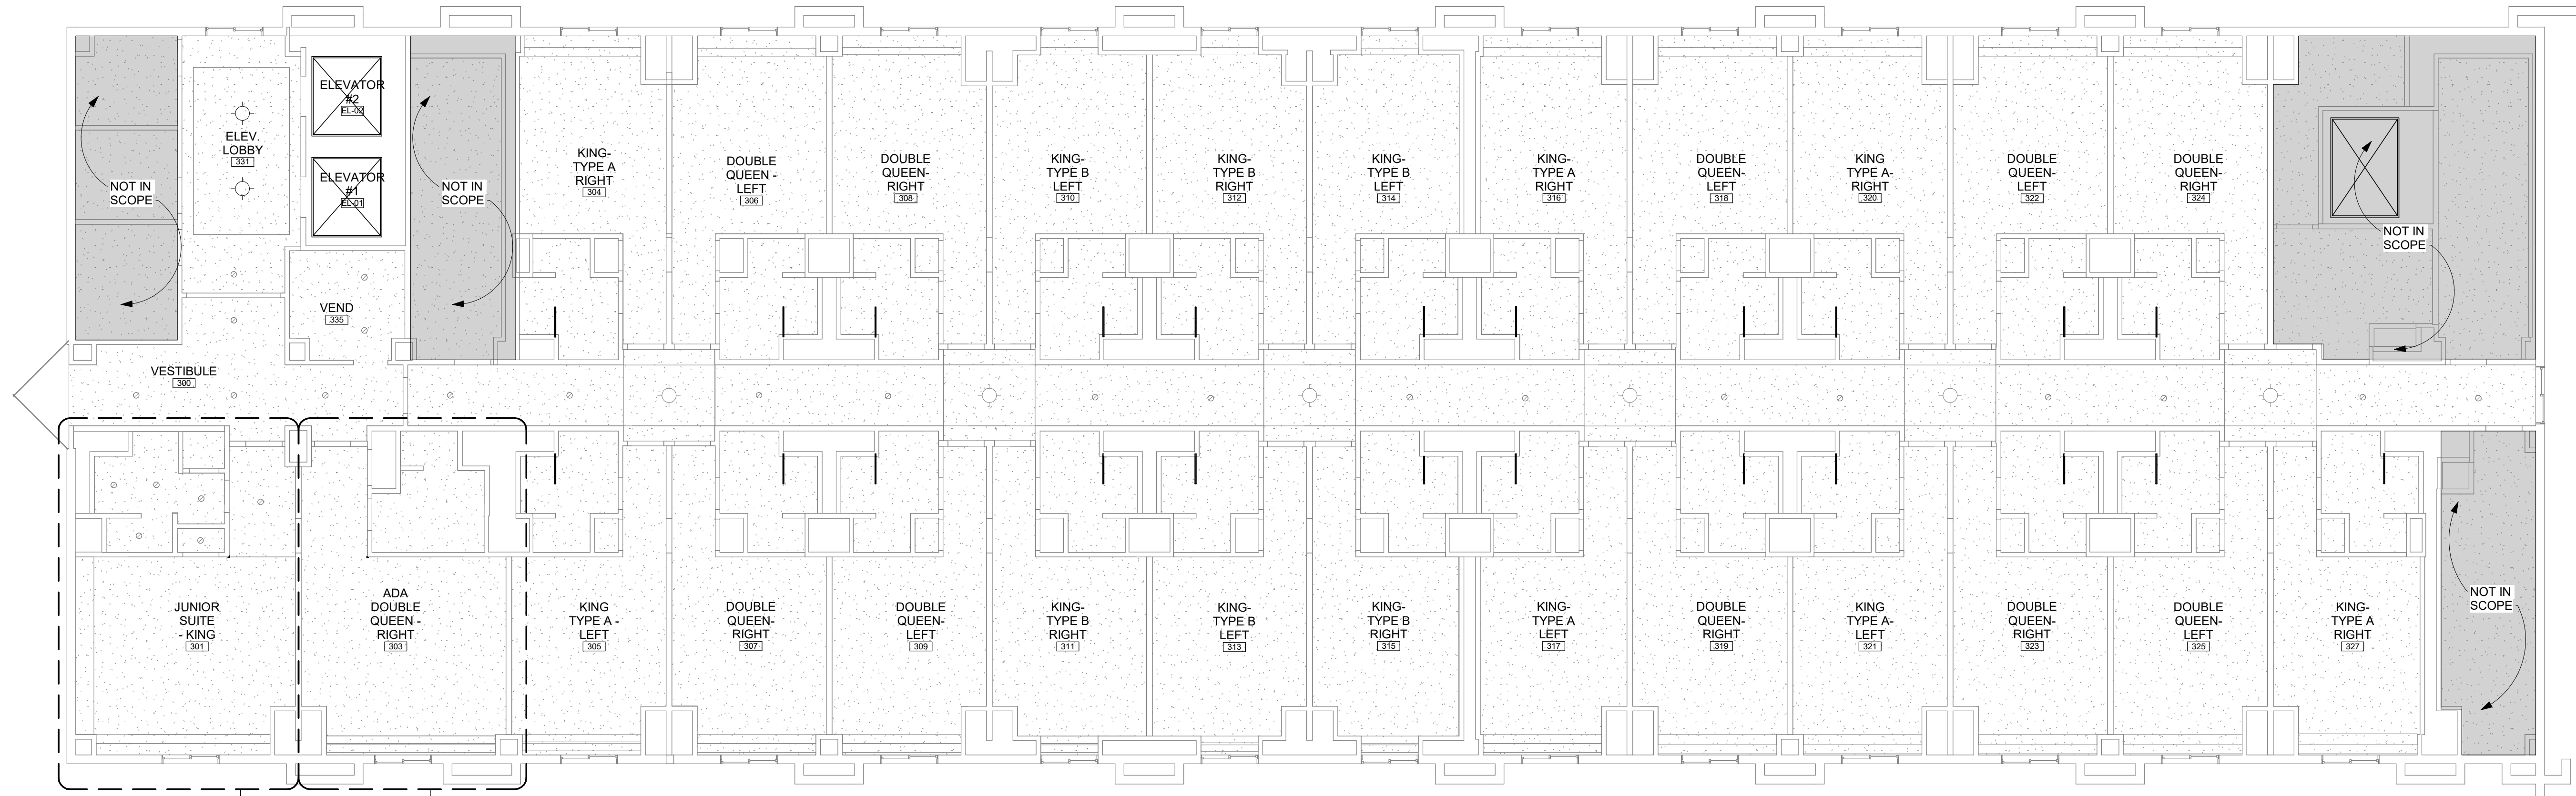 ELEVATOR
#2
EL-02
ELEV.
LOBBY
331
ELEVATOR
#1
EL-01
NOT IN
SCOPE
NOT IN
SCOPE
KING-
TYPE A
RIGHT
304
DOUBLE
QUEEN -
LEFT
306
DOUBLE
QUEEN-
RIGHT
308
KING-
TYPE B
LEFT
310
KING-
TYPE B
RIGHT
312
KING-
TYPE B
LEFT
314
KING-
TYPE A
RIGHT
316
DOUBLE
QUEEN-
LEFT
318
KING
TYPE A-
RIGHT
320
DOUBLE
QUEEN-
LEFT
322
DOUBLE
QUEEN-
RIGHT
324
NOT IN
SCOPE
VEND
335
VESTIBULE
300
JUNIOR
SUITE
- KING
301
ADA
DOUBLE
QUEEN -
RIGHT
303
KING
TYPE A -
LEFT
305
DOUBLE
QUEEN-
RIGHT
307
DOUBLE
QUEEN-
LEFT
309
KING-
TYPE B
RIGHT
311
KING-
TYPE B
LEFT
313
KING-
TYPE B
RIGHT
315
KING-
TYPE A
LEFT
317
DOUBLE
QUEEN-
RIGHT
319
KING
TYPE A-
LEFT
321
DOUBLE
QUEEN-
RIGHT
323
DOUBLE
QUEEN-
LEFT
325
KING-
TYPE A
RIGHT
327
NOT IN
SCOPE